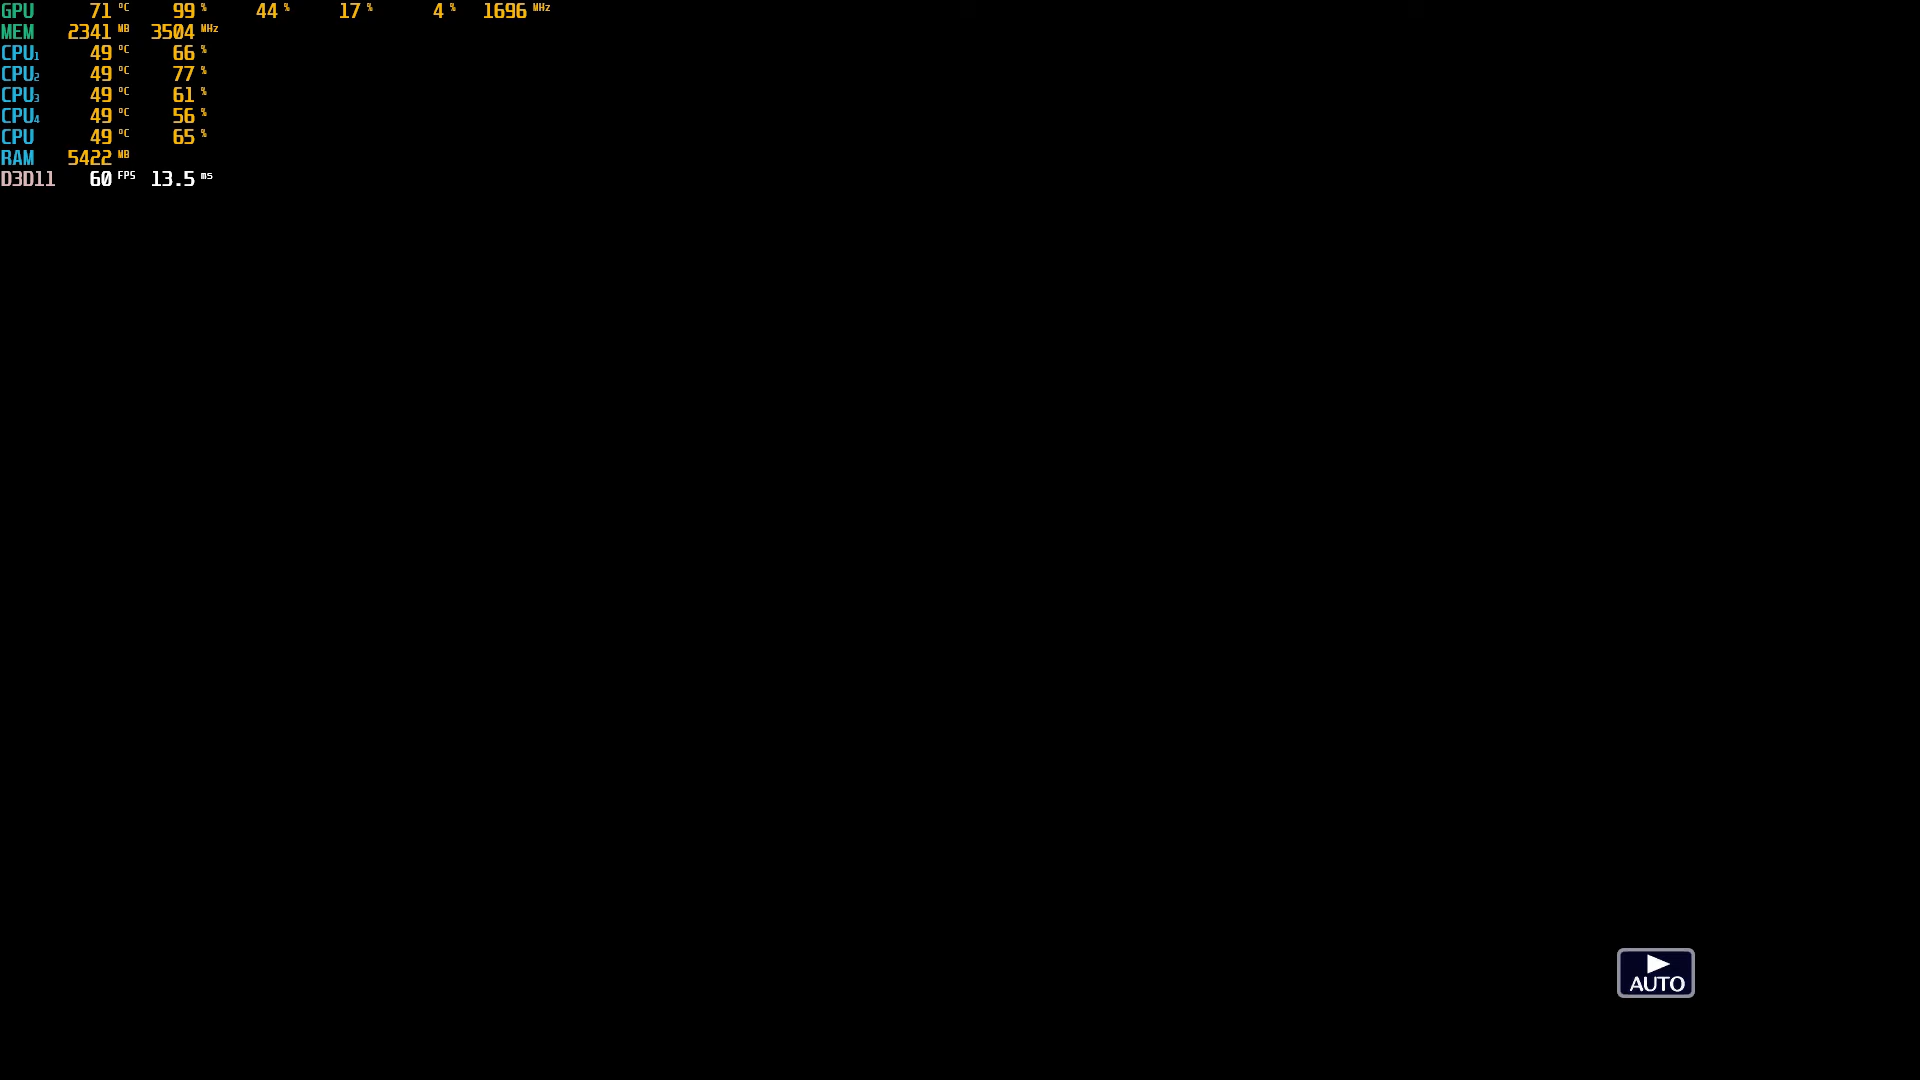 GPU 71 °C 99 % 44 % 17 % 4 % 1696 MHz
MEM 2341 MB 3504 MHz
CPU1 49 °C 66 %
CPU2 49 °C 77 %
CPU3 49 °C 61 %
CPU4 49 °C 56 %
CPU 49 °C 65 %
RAM 5422 MB
D3D11 60 FPS 13.5 ms
AUTO